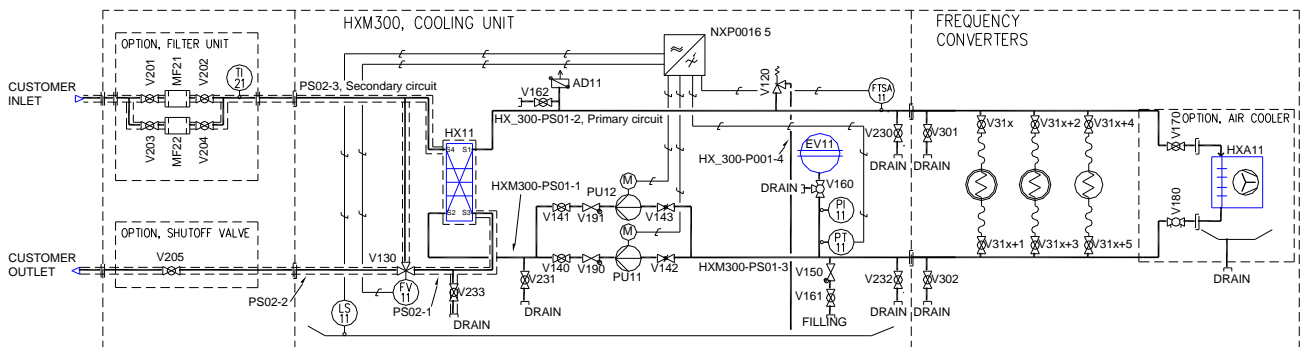 HXM300, COOLING UNIT
FREQUENCY
CONVERTERS
NXP0016 5
OPTION, FILTER UNIT
V201
MF21
V202
TI
21
CUSTOMER
INLET
PS02-3, Secondary circuit
V203
MF22
V204
AD11
V162
HX_300-PS01-2, Primary circuit
V120
FTSA
11
V230
DRAIN
V301
DRAIN
V31x
V31x+2
V31x+4
OPTION, AIR COOLER
V170
HXA11
HX11
S4
S1
S2
S3
HXM300-PS01-1
M
PU12
V141
V191
V143
M
PU11
V140
V190
V142
HX_300-P001-4
EV11
DRAIN
V160
PI
11
PT
11
V180
V31x+1
V31x+3
V31x+5
DRAIN
OPTION, SHUTOFF VALVE
V205
CUSTOMER
OUTLET
PS02-2
V130
FV
11
PS02-1
LS
11
V233
DRAIN
V231
DRAIN
HXM300-PS01-3
V150
V161
FILLING
V232
DRAIN
V302
DRAIN